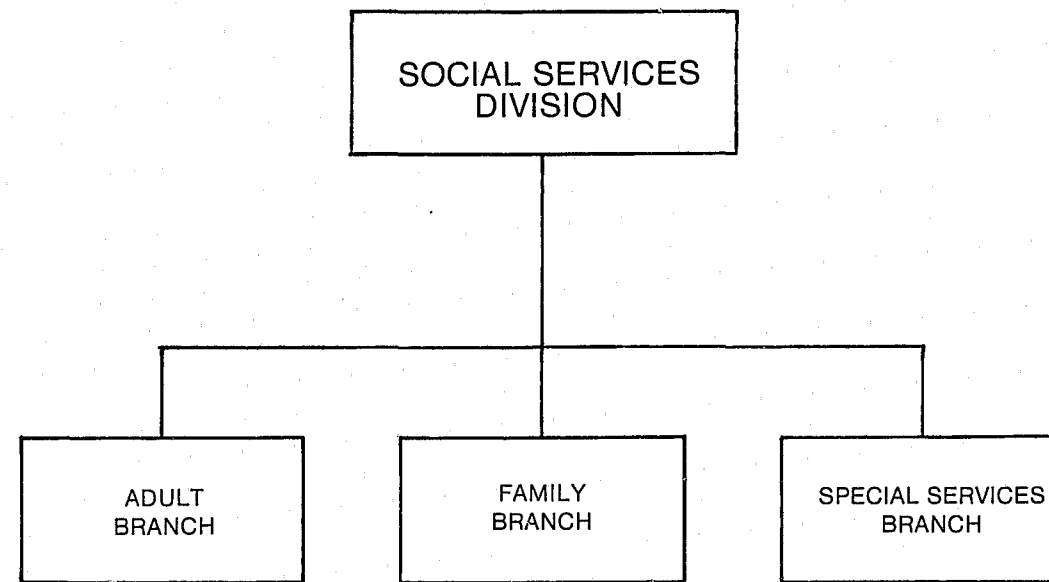 SOCIAL SERVICES
DIVISION
ADULT
BRANCH
FAMILY
BRANCH
SPECIAL SERVICES
BRANCH